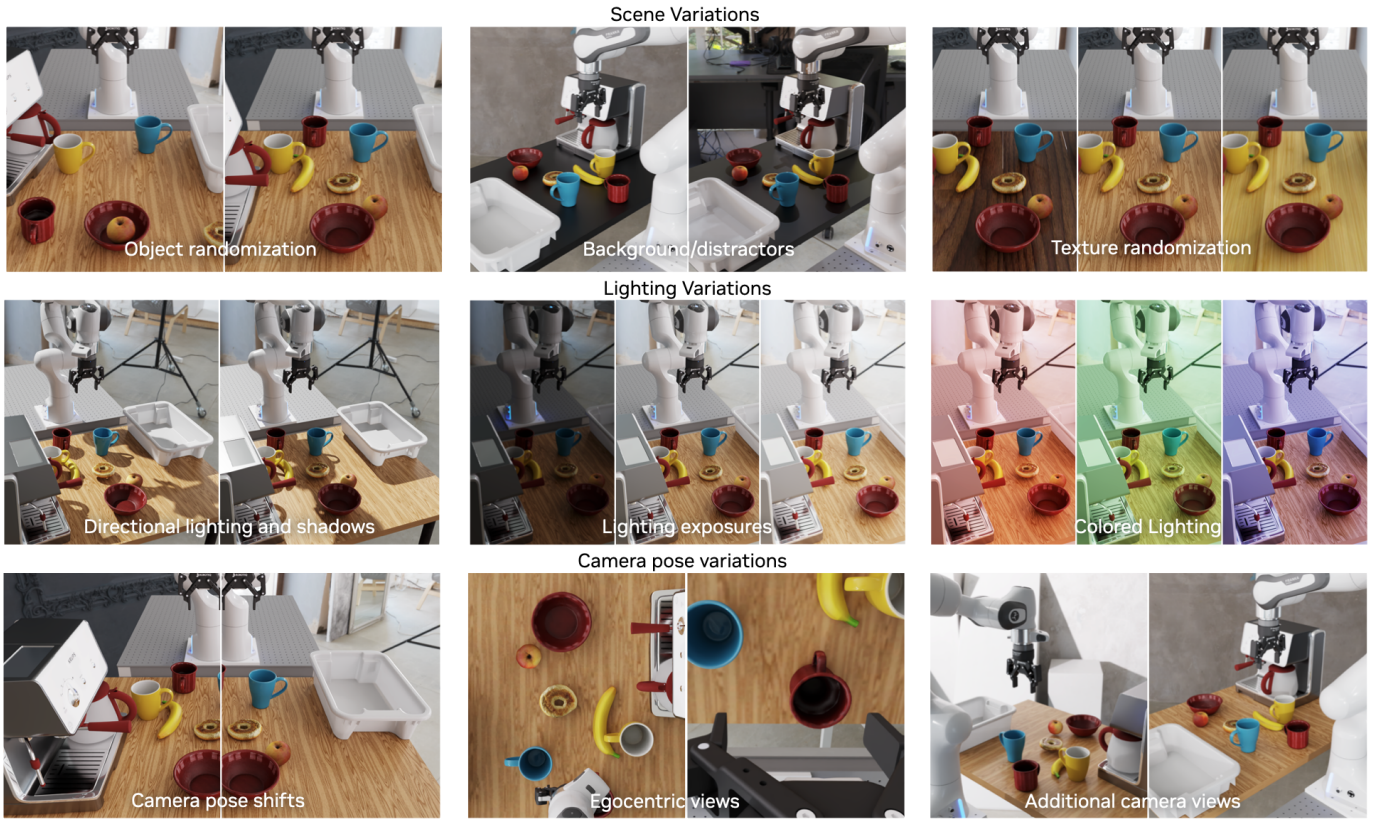 Scene Variations
Object randomization
Background/distractors
Texture randomization
Lighting Variations
Directional lighting and shadows
Lighting exposures
Colored Lighting
Camera pose variations
Camera pose shifts
Egocentric views
Additional camera views